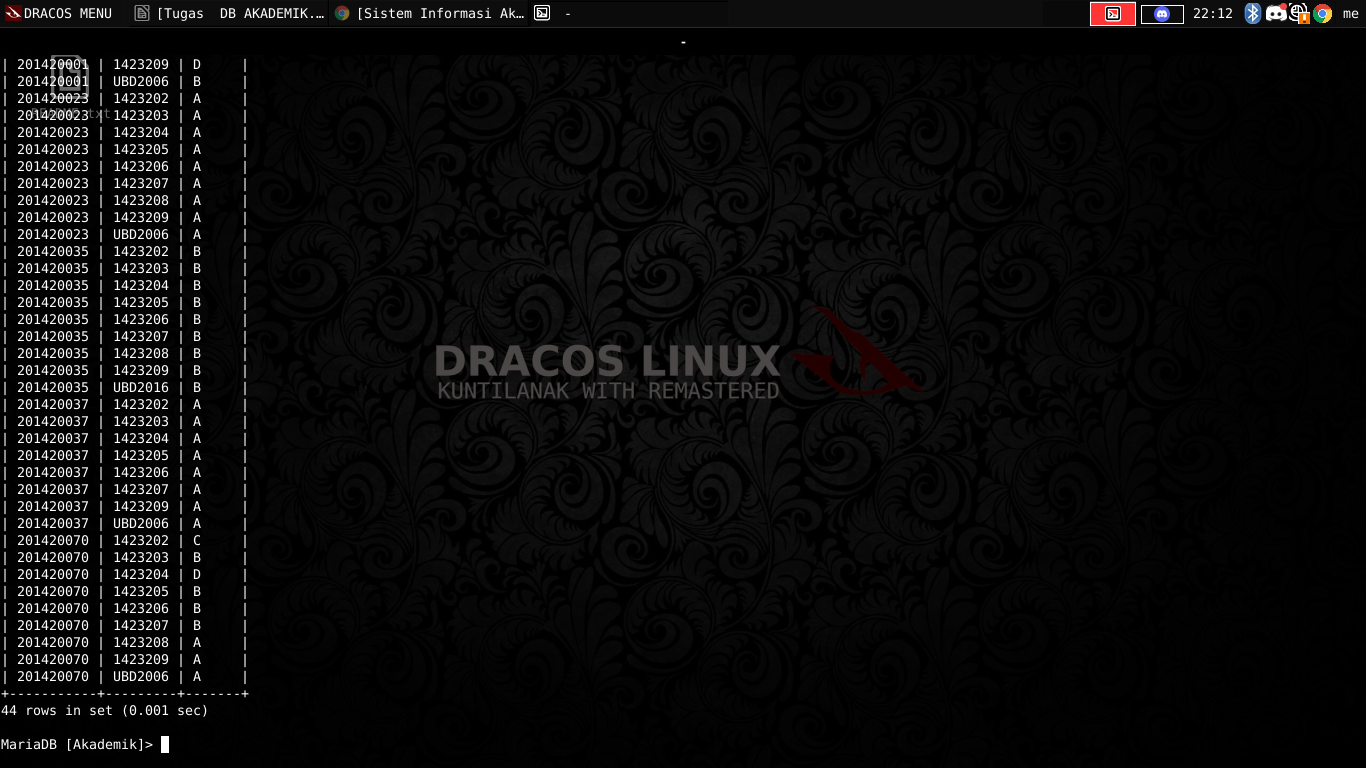 DRACOS MENU [Tugas  DB AKADEMIK.... [Sistem Informasi Ak... - 22:12 me
-
| 201420001 | 1423209 | D     |
| 201420001 | UBD2006 | B     |
| 201420023 | 1423202 | A     |
| 201420023 | 1423203 | A     |
| 201420023 | 1423204 | A     |
| 201420023 | 1423205 | A     |
| 201420023 | 1423206 | A     |
| 201420023 | 1423207 | A     |
| 201420023 | 1423208 | A     |
| 201420023 | 1423209 | A     |
| 201420023 | UBD2006 | A     |
| 201420035 | 1423202 | B     |
| 201420035 | 1423203 | B     |
| 201420035 | 1423204 | B     |
| 201420035 | 1423205 | B     |
| 201420035 | 1423206 | B     |
| 201420035 | 1423207 | B     |
| 201420035 | 1423208 | B     |
| 201420035 | 1423209 | B     |
| 201420035 | UBD2016 | B     |
| 201420037 | 1423202 | A     |
| 201420037 | 1423203 | A     |
| 201420037 | 1423204 | A     |
| 201420037 | 1423205 | A     |
| 201420037 | 1423206 | A     |
| 201420037 | 1423207 | A     |
| 201420037 | 1423209 | A     |
| 201420037 | UBD2006 | A     |
| 201420070 | 1423202 | C     |
| 201420070 | 1423203 | B     |
| 201420070 | 1423204 | D     |
| 201420070 | 1423205 | B     |
| 201420070 | 1423206 | B     |
| 201420070 | 1423207 | B     |
| 201420070 | 1423208 | A     |
| 201420070 | 1423209 | A     |
| 201420070 | UBD2006 | A     |
+-----------+---------+-------+
44 rows in set (0.001 sec)
MariaDB [Akademik]>
DRACOS LINUX
KUNTILANAK WITH REMASTERED